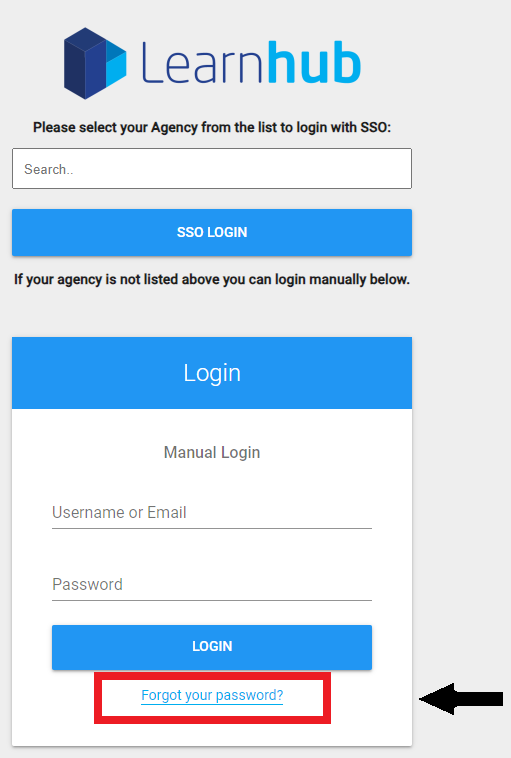 Learnhub
Please select your Agency from the list to login with SSO:
Search..
SSO LOGIN
If your agency is not listed above you can login manually below.
Login
Manual Login
Username or Email
Password
LOGIN
Forgot your password?